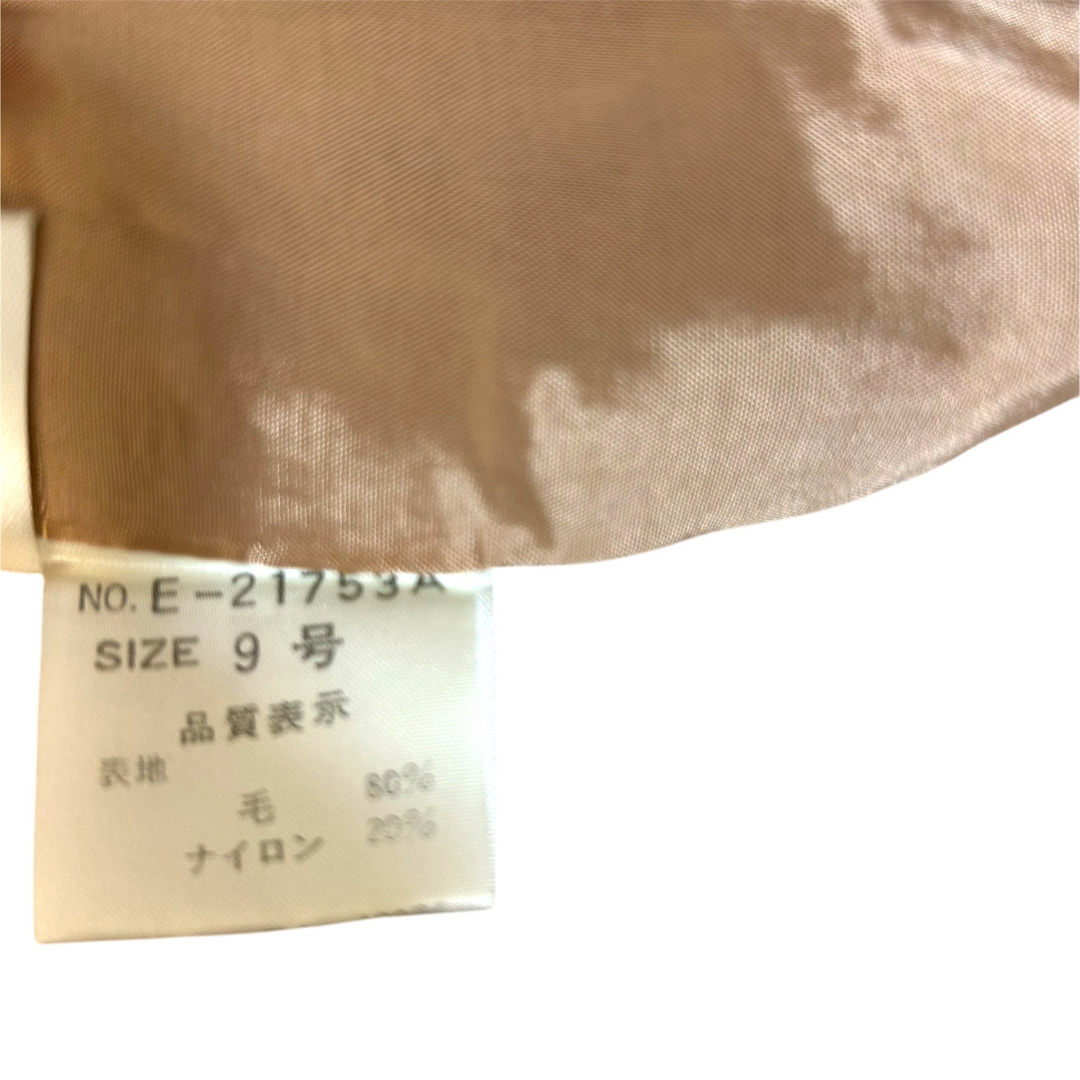 NO. E-21753A
SIZE 9 号
品質表示
表地
毛 80%
ナイロン 20%